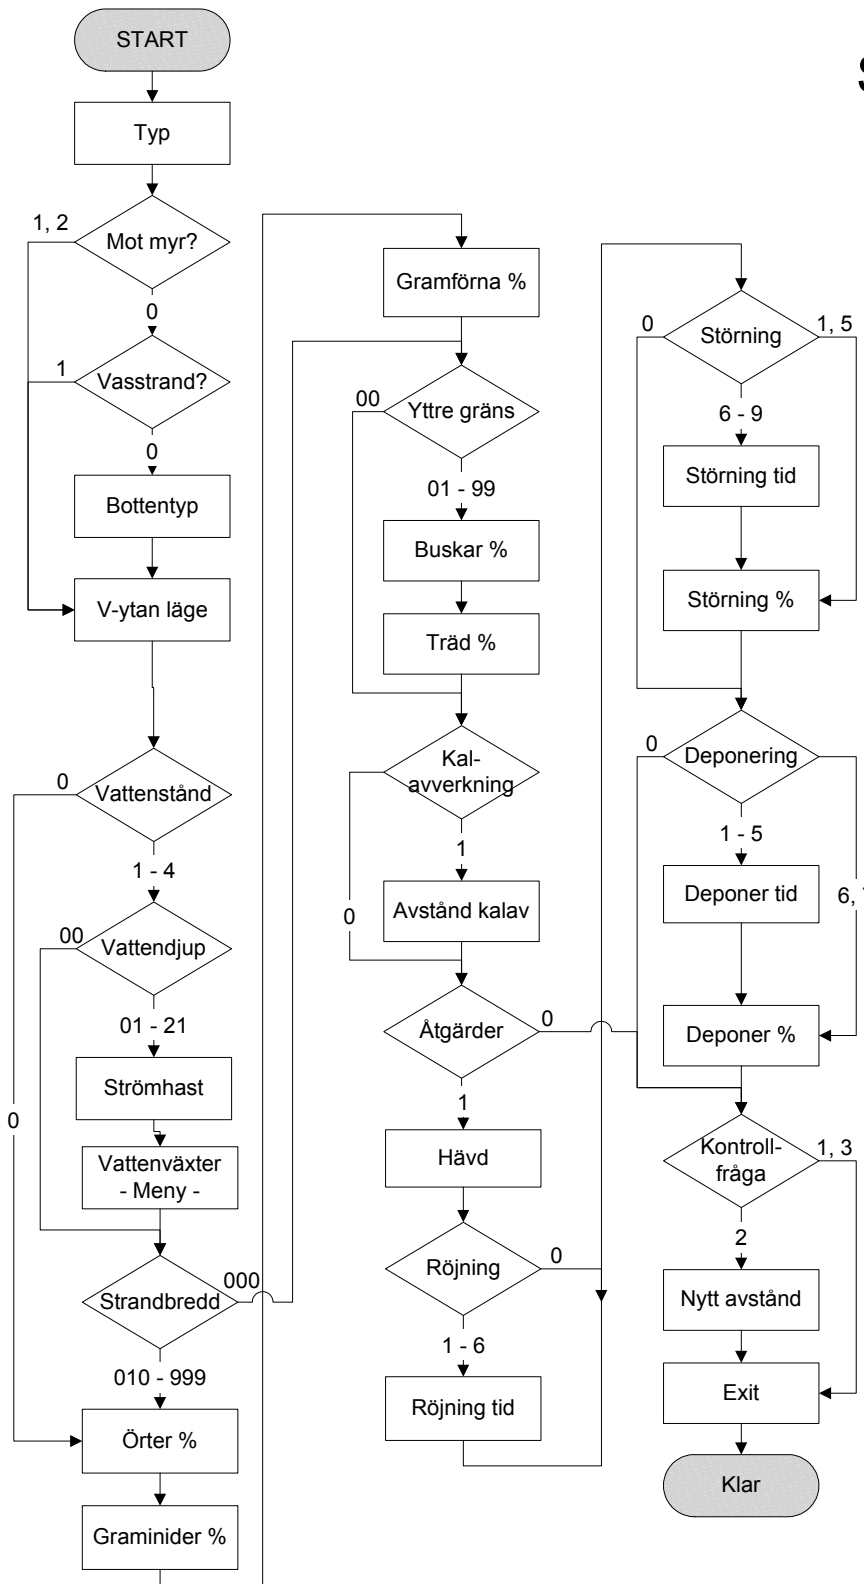 START
S
Typ
1, 2
Mot myr?
0
1
Vasstrand?
0
Bottentyp
V-ytan läge
0
Vattenstånd
1 - 4
00
Vattendjup
01 - 21
Strömhast
0
Vattenväxter
- Meny -
000
Strandbredd
010 - 999
Örter %
Graminider %
Gramförna %
00
Yttre gräns
01 - 99
Buskar %
Träd %
Kal-
avverkning
1
0
Avstånd kalav
Åtgärder
0
1
Hävd
Röjning
0
1 - 6
Röjning tid
0
Störning
1, 5
6 - 9
Störning tid
Störning %
0
Deponering
1 - 5
Deponer tid
6,
Deponer %
Kontroll-
fråga
1, 3
2
Nytt avstånd
Exit
Klar